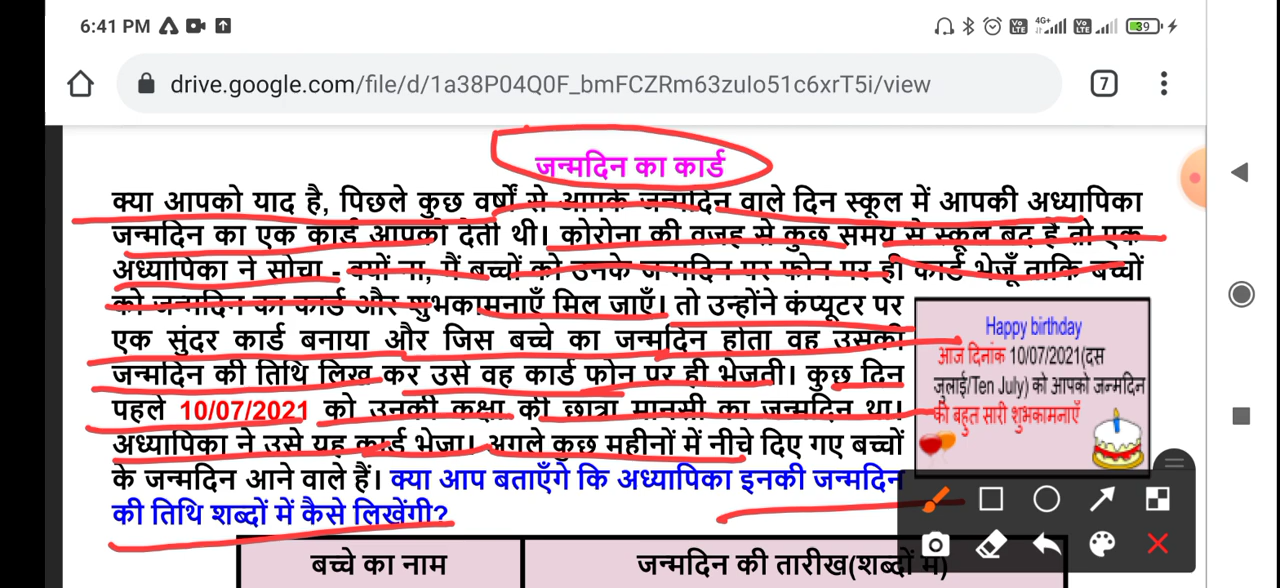 6:41 PM
4G+
39
drive.google.com/file/d/1a38P04Q0F_bmFCZRm63zuIo51c6xrT5i/view
7
जन्मदिन का कार्ड
क्या आपको याद है, पिछले कुछ वर्षों से आपके जन्मदिन वाले दिन स्कूल में आपकी अध्यापिका
जन्मदिन का एक कार्ड आपको देती थी। कोरोना की वजह से कुछ समय से स्कूल बंद हैं तो एक
अध्यापिका ने सोचा - क्यों ना, मैं बच्चों को उनके जन्मदिन पर फोन पर ही कार्ड भेजूँ ताकि बच्चों
को जन्मदिन का कार्ड और शुभकामनाएँ मिल जाएँ। तो उन्होंने कंप्यूटर पर
एक सुंदर कार्ड बनाया और जिस बच्चे का जन्मदिन होता वह उसकी
जन्मदिन की तिथि लिख कर उसे वह कार्ड फोन पर ही भेजती। कुछ दिन
पहले 10/07/2021 को उनकी कक्षा की छात्रा मानसी का जन्मदिन था।
अध्यापिका ने उसे यह कार्ड भेजा। अगले कुछ महीनों में नीचे दिए गए बच्चों
के जन्मदिन आने वाले हैं। क्या आप बताएँगे कि अध्यापिका इनकी जन्मदिन
की तिथि शब्दों में कैसे लिखेंगी?
Happy birthday
आज दिनांक 10/07/2021(दस
जुलाई/Ten July) को आपको जन्मदिन
की बहुत सारी शुभकामनाएँ
बच्चे का नाम
जन्मदिन की तारीख(शब्दों में)